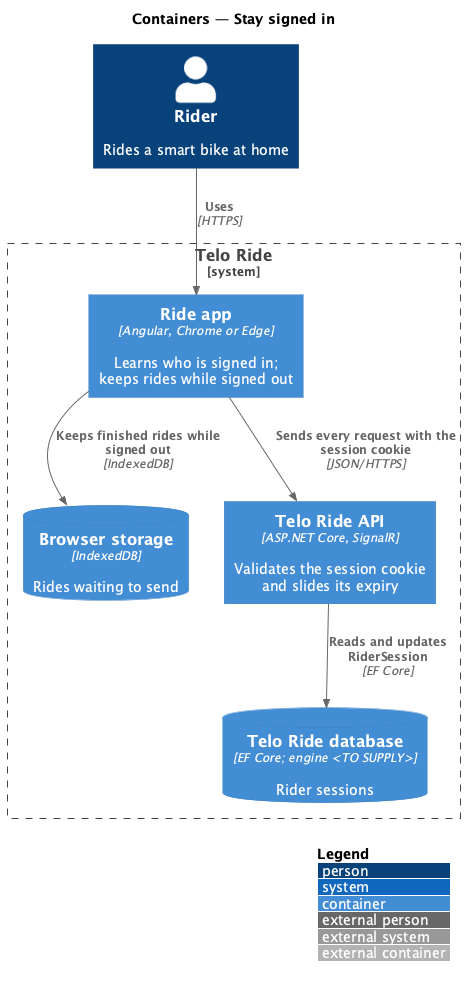 Containers — Stay signed in
Rider
Rides a smart bike at home
Uses
[HTTPS]
Telo Ride
[system]
Ride app
[Angular, Chrome or Edge]
Learns who is signed in;
keeps rides while signed out
Keeps finished rides while
signed out
[IndexedDB]
Sends every request with the
session cookie
[JSON/HTTPS]
Browser storage
[IndexedDB]
Rides waiting to send
Telo Ride API
[ASP.NET Core, SignalR]
Validates the session cookie
and slides its expiry
Reads and updates
RiderSession
[EF Core]
Telo Ride database
[EF Core; engine <TO SUPPLY>]
Rider sessions
Legend
person
system
container
external person
external system
external container